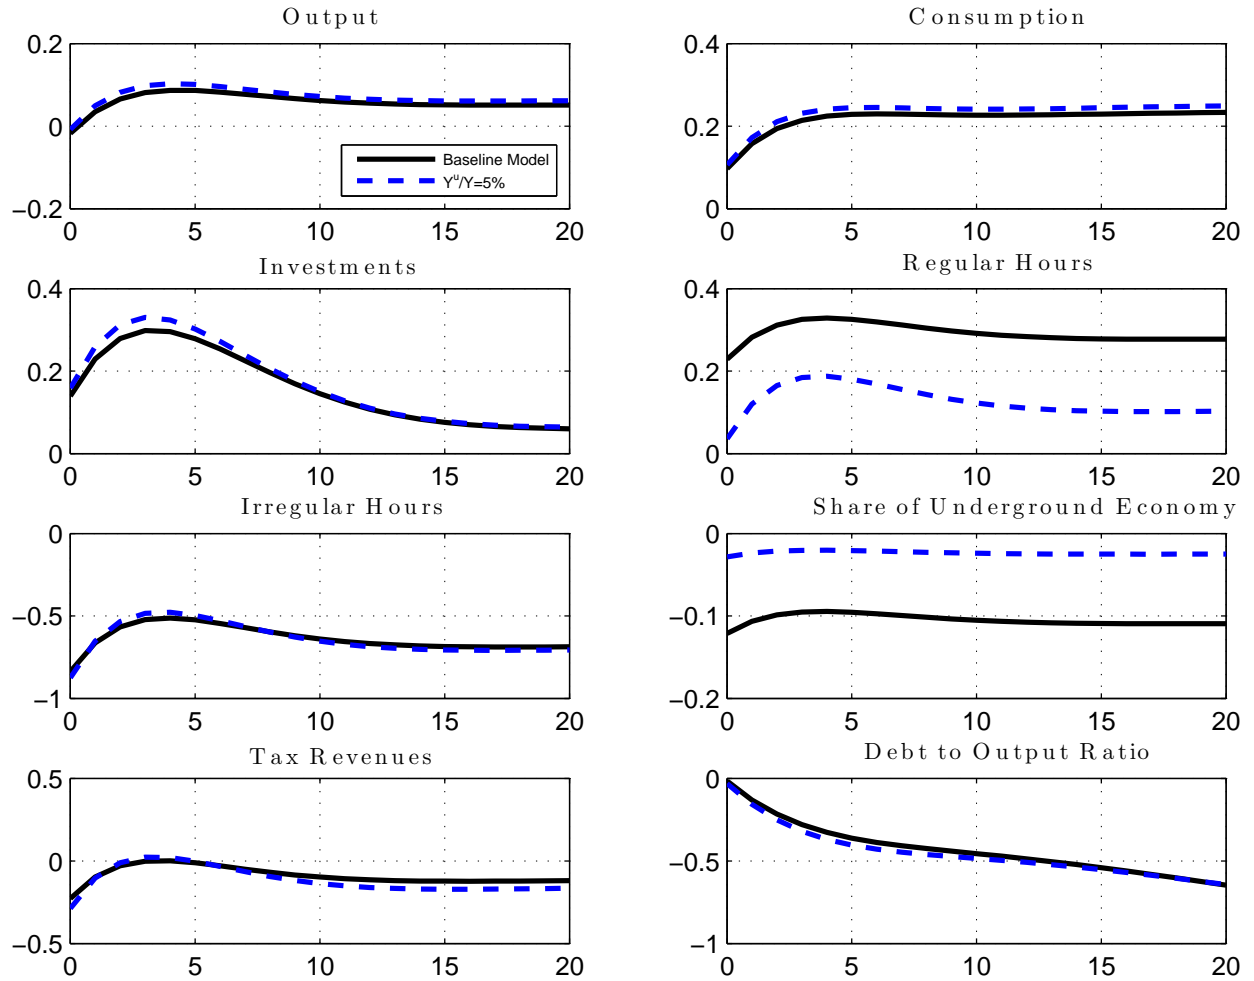 Output
0.2
0
−0.2
0 5 10 15 20
Baseline Model
Yᵘ/Y=5%
Consumption
0.4
0.2
0
0 5 10 15 20
Investments
0.4
0.2
0
0 5 10 15 20
Regular Hours
0.4
0.2
0
0 5 10 15 20
Irregular Hours
0
−0.5
−1
0 5 10 15 20
Share of Underground Economy
0
−0.1
−0.2
0 5 10 15 20
Tax Revenues
0.5
0
−0.5
0 5 10 15 20
Debt to Output Ratio
0
−0.5
−1
0 5 10 15 20